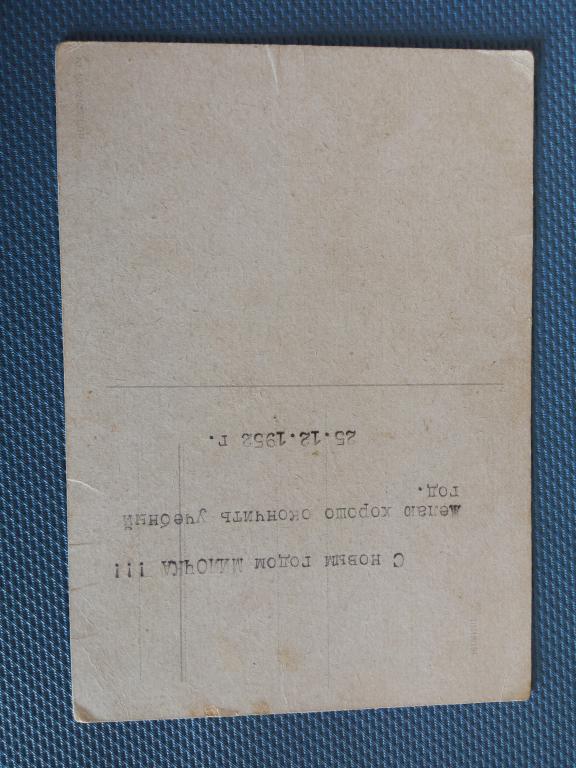 С новым годом МИЛОЧКА !!!
Желаю хорошо окончить учебный
год.
25.12.1952 г.